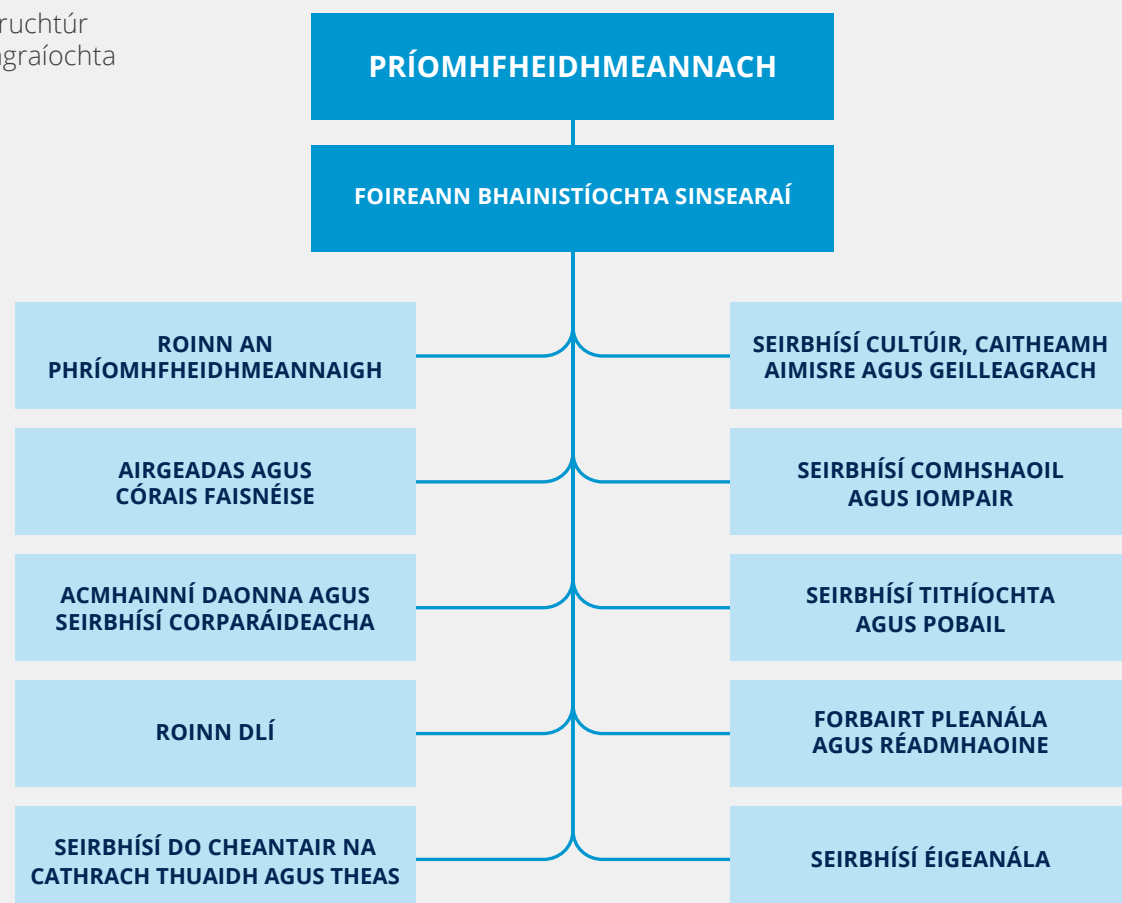 ruchtúr
graíochta
PRÍOMHFHEIDHMEANNACH
FOIREANN BHAINISTÍOCHTA SINSEARAÍ
ROINN AN
PHRÍOMHFHEIDHMEANNAIGH
SEIRBHÍSÍ CULTÚIR, CAITHEAMH
AIMISRE AGUS GEILLEAGRACH
AIRGEADAS AGUS
CÓRAIS FAISNÉISE
SEIRBHÍSÍ COMHSHAOIL
AGUS IOMPAIR
ACMHAINNÍ DAONNA AGUS
SEIRBHÍSÍ CORPARÁIDEACHA
SEIRBHÍSÍ TITHÍOCHTA
AGUS POBAIL
ROINN DLÍ
FORBAIRT PLEANÁLA
AGUS RÉADMHAOINE
SEIRBHÍSÍ DO CHEANTAIR NA
CATHRACH THUAIDH AGUS THEAS
SEIRBHÍSÍ ÉIGEANÁLA